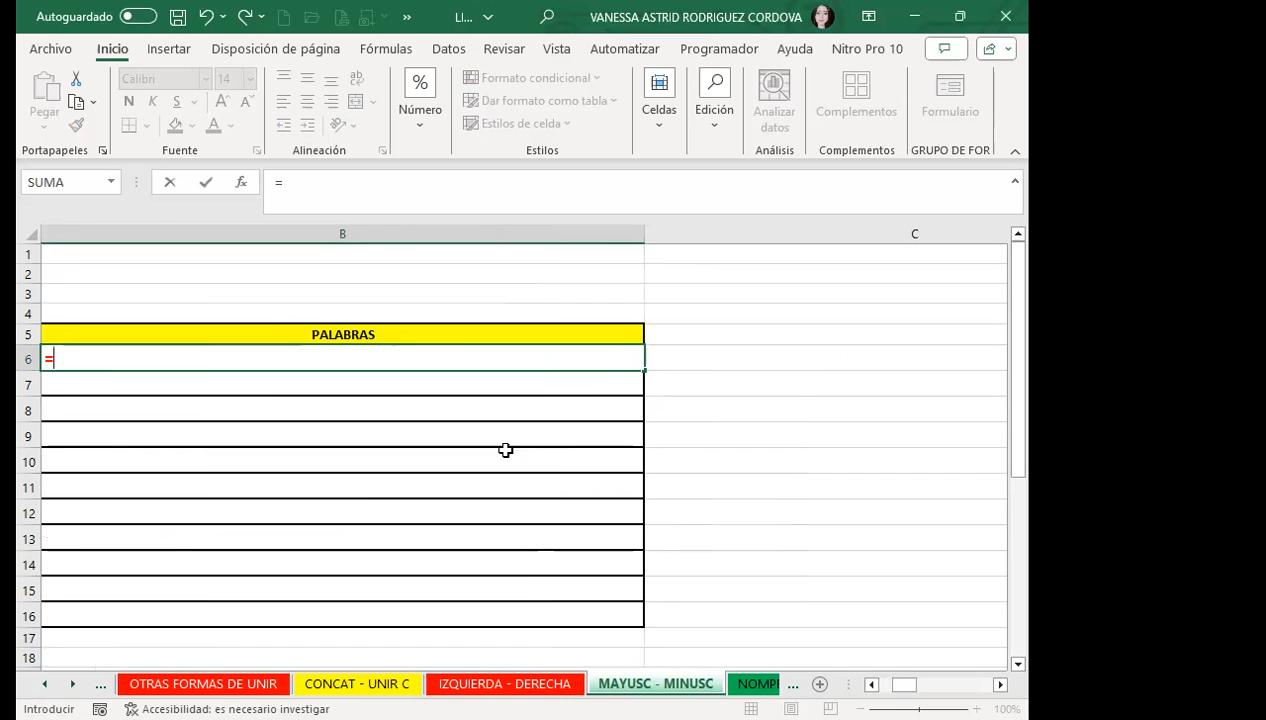 Autoguardado
LI...
VANESSA ASTRID RODRIGUEZ CORDOVA
Archivo Inicio Insertar Disposición de página Fórmulas Datos Revisar Vista Automatizar Programador Ayuda Nitro Pro 10
Pegar
Calibri 14
N K S A A
A
ab
%
Número
Formato condicional
Dar formato como tabla
Estilos de celda
Celdas
Edición
Analizar
datos
Complementos
Formulario
Portapapeles Fuente Alineación Estilos Análisis Complementos GRUPO DE FOR
SUMA fx =
B C
1
2
3
4
5 PALABRAS
6 =
7
8
9
10
11
12
13
14
15
16
17
18
... OTRAS FORMAS DE UNIR CONCAT - UNIR C IZQUIERDA - DERECHA MAYUSC - MINUSC NOMPR ...
Introducir Accesibilidad: es necesario investigar 100%